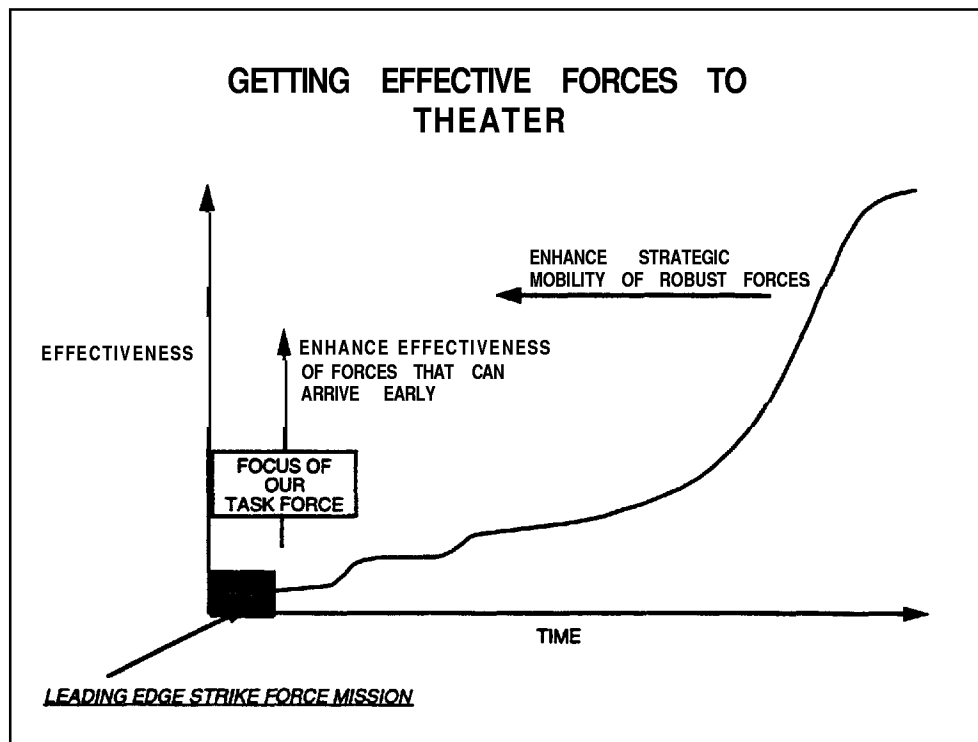 GETTING EFFECTIVE FORCES TO
THEATER
ENHANCE STRATEGIC
MOBILITY OF ROBUST FORCES
EFFECTIVENESS
ENHANCE EFFECTIVENESS
OF FORCES THAT CAN
ARRIVE EARLY
FOCUS OF
OUR
TASK FORCE
TIME
LEADING EDGE STRIKE FORCE MISSION